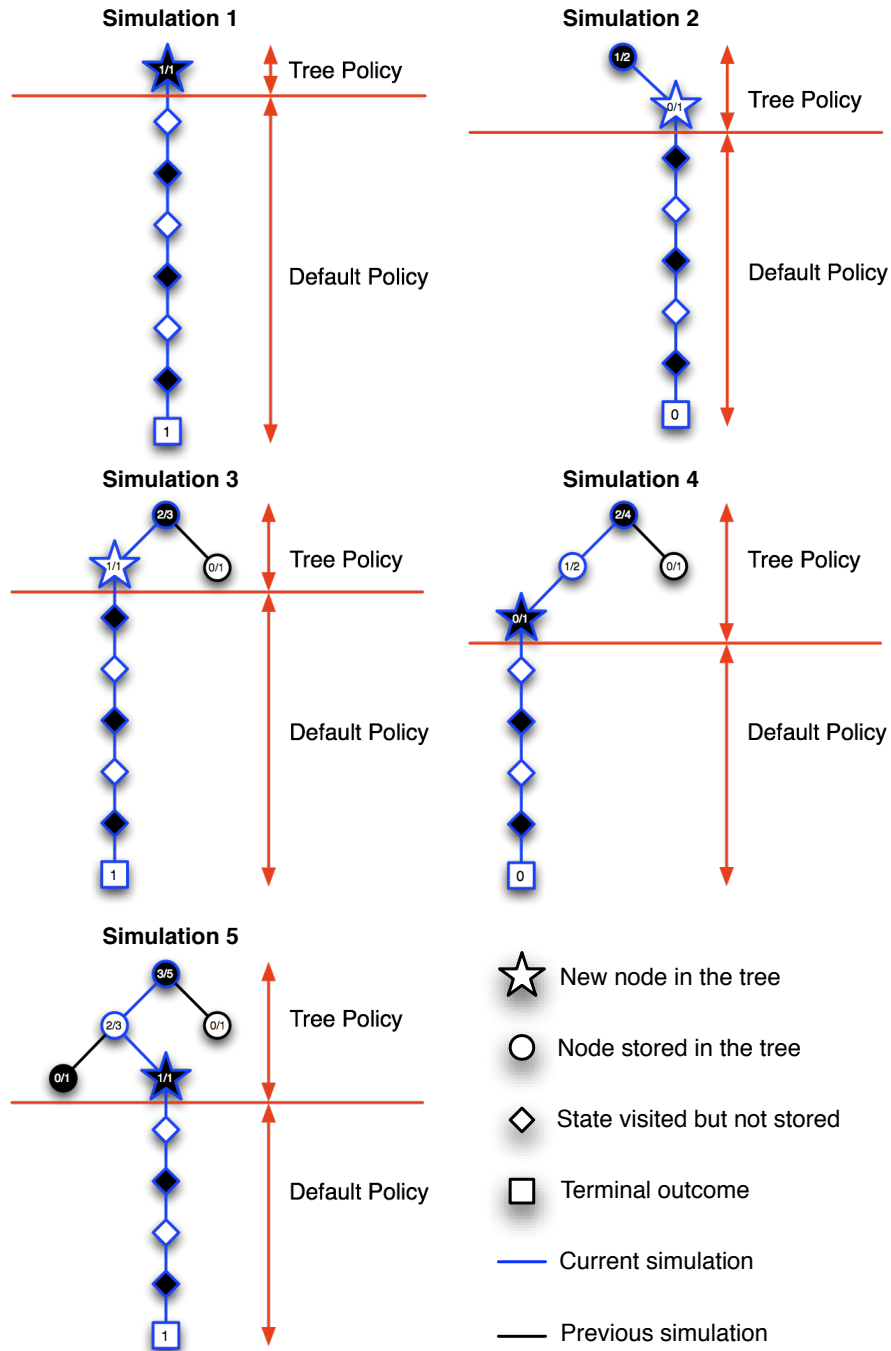 Simulation 1
1/1
Tree Policy
Default Policy
1
Simulation 2
1/2
0/1
Tree Policy
Default Policy
0
Simulation 3
2/3
1/1
0/1
Tree Policy
Default Policy
1
Simulation 4
2/4
1/2
0/1
0/1
Tree Policy
Default Policy
0
Simulation 5
3/5
2/3
0/1
0/1
1/1
Tree Policy
Default Policy
1
New node in the tree
Node stored in the tree
State visited but not stored
Terminal outcome
Current simulation
Previous simulation